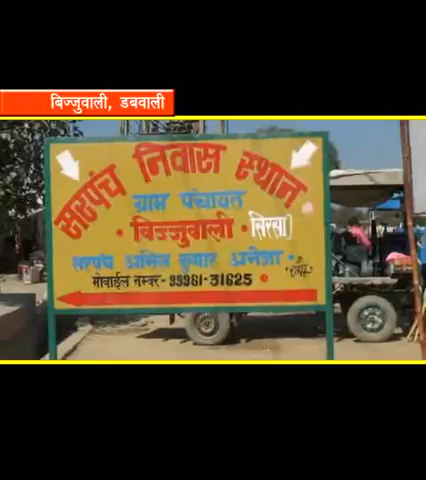 बिज्जुवाली, डबवाली
सरपंच निवास स्थान
ग्राम पंचायत
• बिज्जुवाली • सिरसा
सरपंच अनिल कुमार अनेजा
मोबाईल नम्बर - 99961-31625